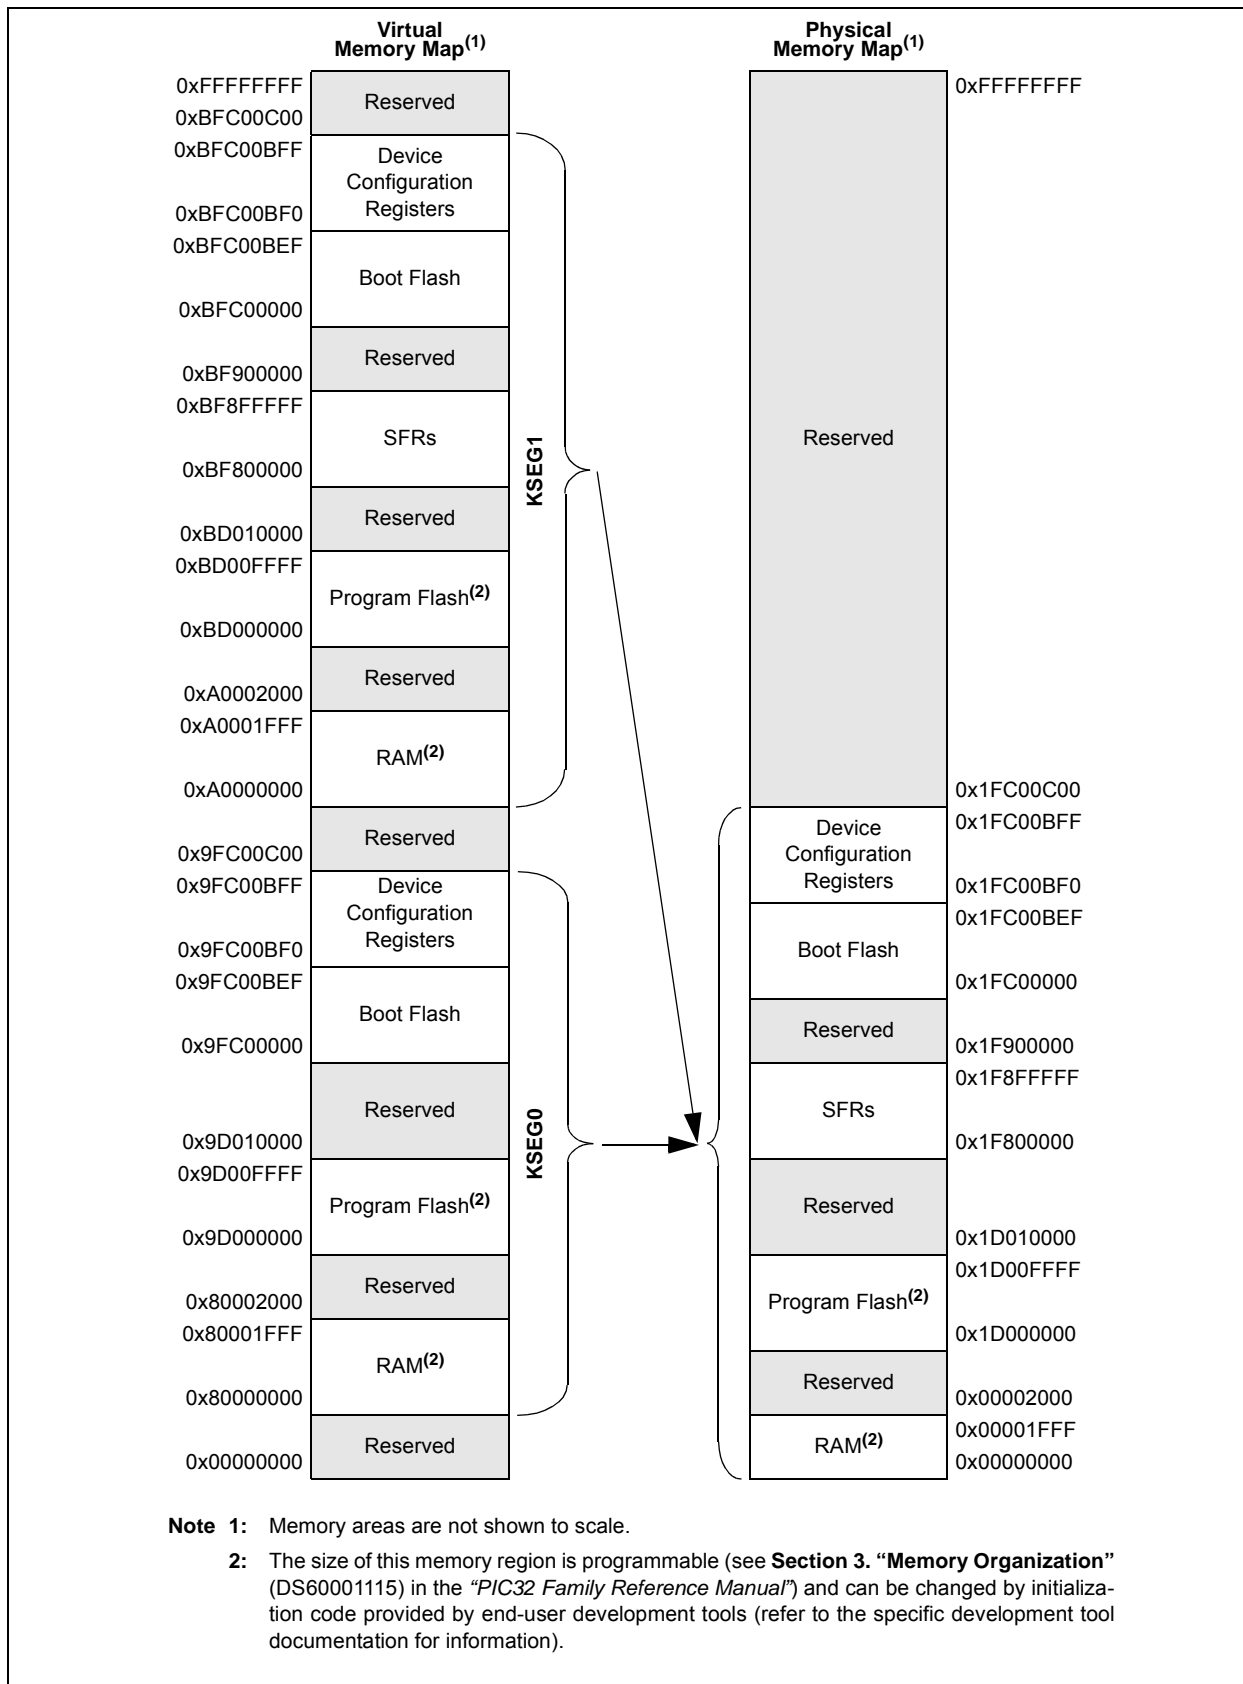 Virtual
Memory Map(1)
0xFFFFFFFF
Reserved
0xBFC00C00
0xBFC00BFF
Device
Configuration
Registers
0xBFC00BF0
0xBFC00BEF
Boot Flash
0xBFC00000
Reserved
0xBF900000
0xBF8FFFFF
SFRs
0xBF800000
Reserved
0xBD010000
0xBD00FFFF
Program Flash(2)
0xBD000000
Reserved
0xA0002000
0xA0001FFF
RAM(2)
0xA0000000
KSEG1
Reserved
0x9FC00C00
0x9FC00BFF
Device
Configuration
Registers
0x9FC00BF0
0x9FC00BEF
Boot Flash
0x9FC00000
Reserved
0x9D010000
0x9D00FFFF
Program Flash(2)
0x9D000000
Reserved
0x80002000
0x80001FFF
RAM(2)
0x80000000
KSEG0
Reserved
0x00000000
Physical
Memory Map(1)
0xFFFFFFFF
Reserved
0x1FC00C00
0x1FC00BFF
Device
Configuration
Registers
0x1FC00BF0
0x1FC00BEF
Boot Flash
0x1FC00000
Reserved
0x1F900000
0x1F8FFFFF
SFRs
0x1F800000
Reserved
0x1D010000
0x1D00FFFF
Program Flash(2)
0x1D000000
Reserved
0x00002000
0x00001FFF
RAM(2)
0x00000000
Note 1: Memory areas are not shown to scale.
2: The size of this memory region is programmable (see Section 3. “Memory Organization”
(DS60001115) in the “PIC32 Family Reference Manual”) and can be changed by initializa-
tion code provided by end-user development tools (refer to the specific development tool
documentation for information).